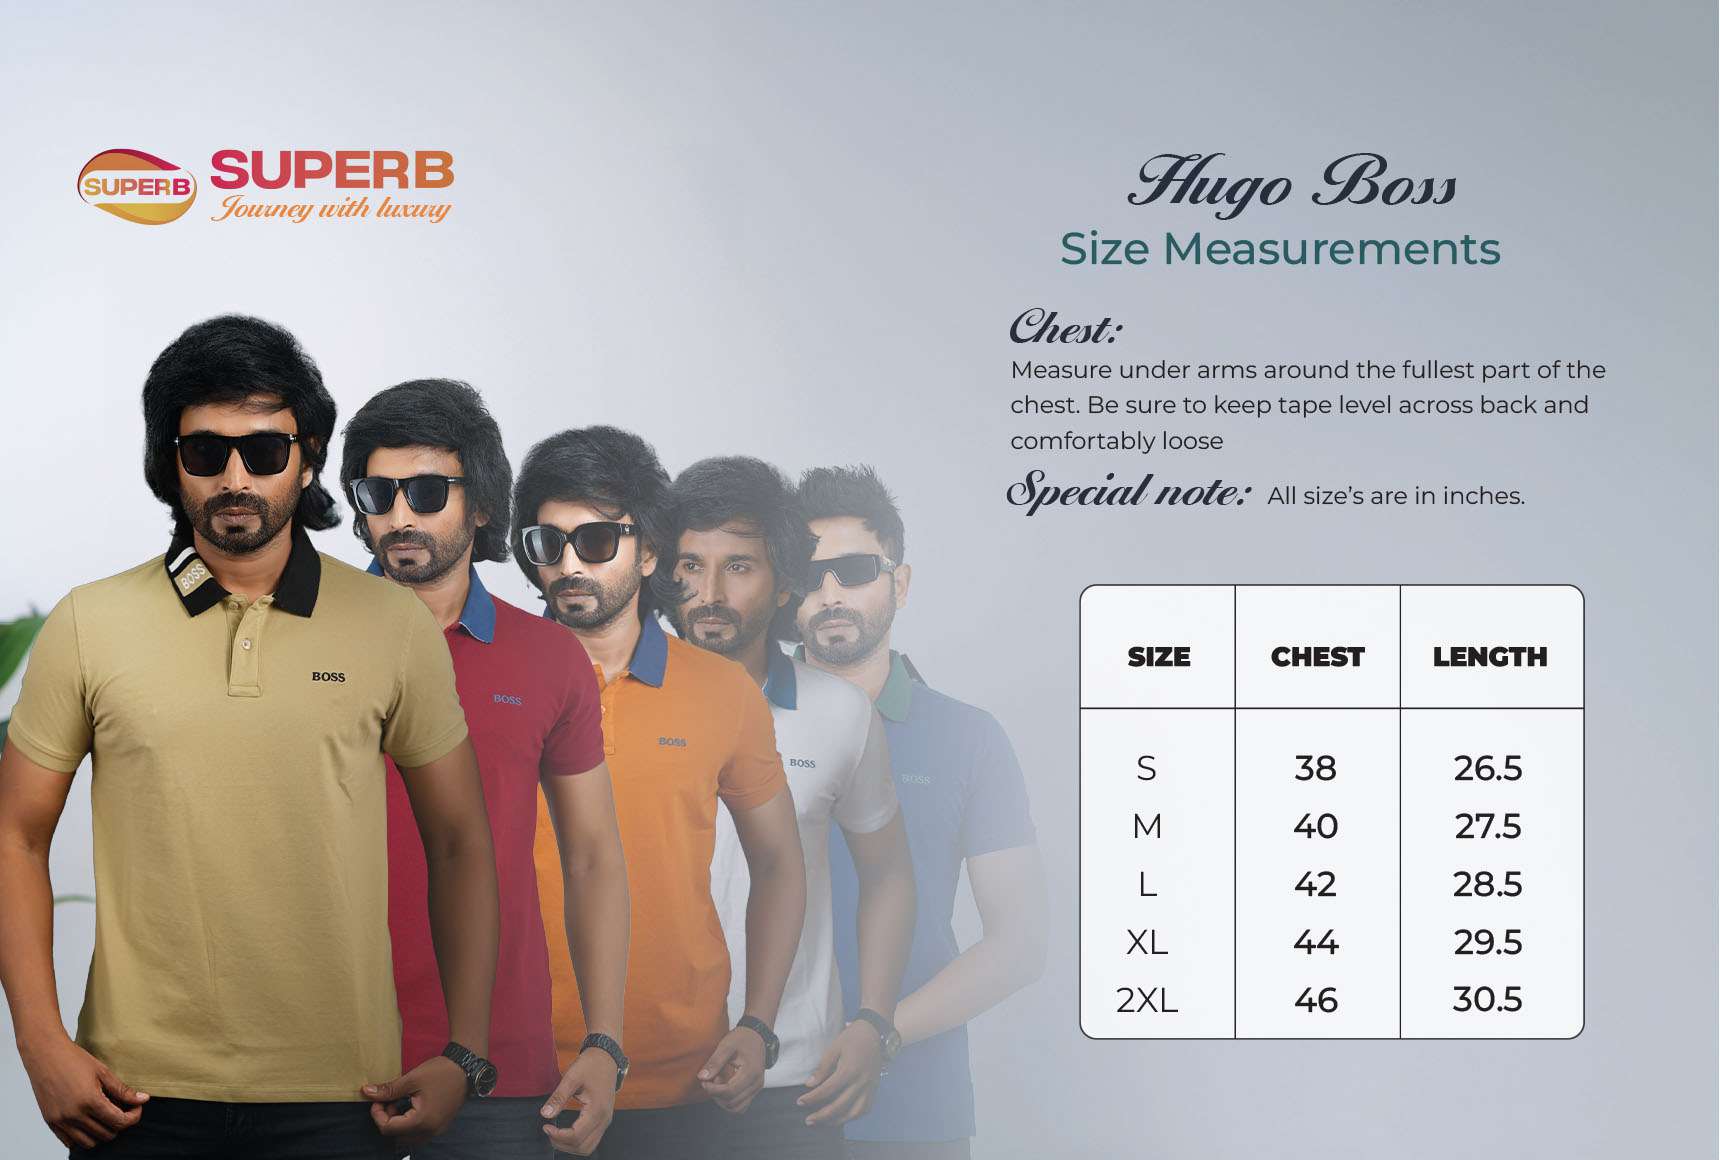 SUPERB
SUPERB
Journey with luxury
Hugo Boss
Size Measurements
Chest:
Measure under arms around the fullest part of the
chest. Be sure to keep tape level across back and
comfortably loose
Special note: All size's are in inches.
SIZE CHEST LENGTH
S 38 26.5
M 40 27.5
L 42 28.5
XL 44 29.5
2XL 46 30.5
BOSS
BOSS
BOSS
BOSS
BOSS
BOSS